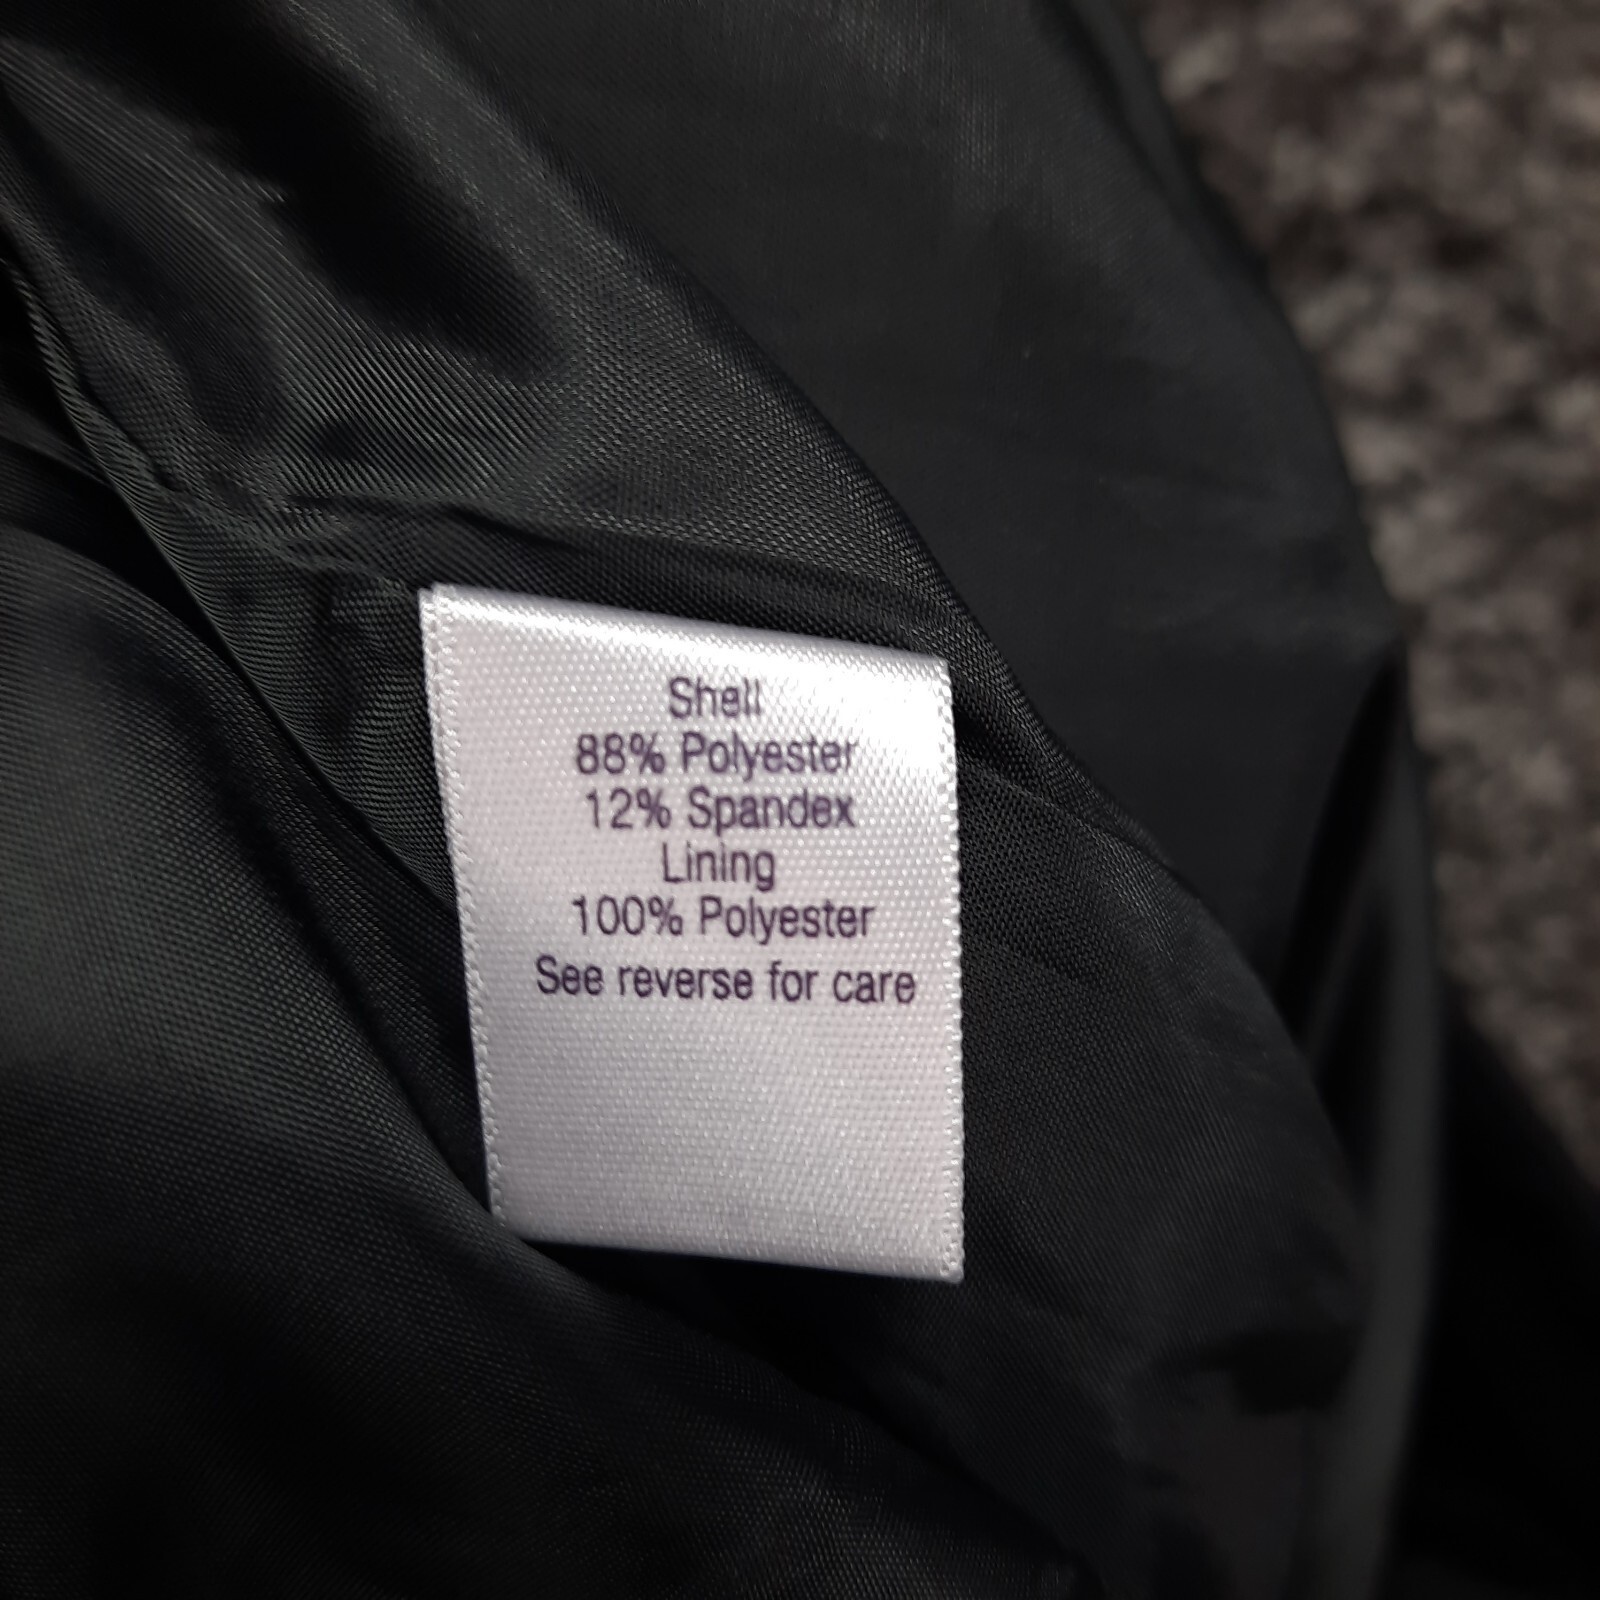 Shell
88% Polyester
12% Spandex
Lining
100% Polyester
See reverse for care